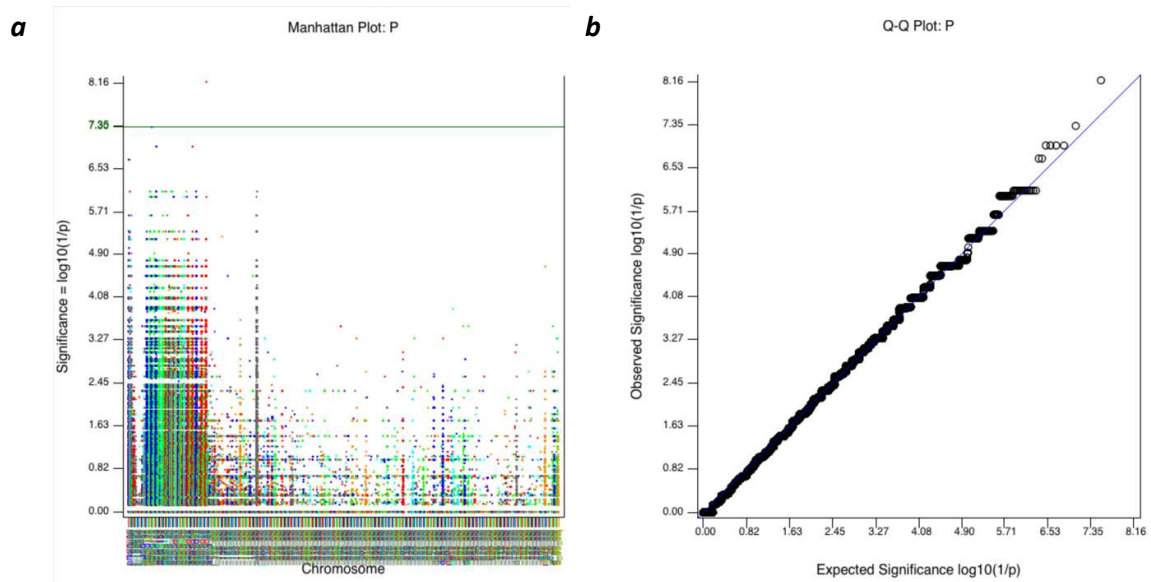 a
Manhattan Plot: P
Significance = log10(1/p)
8.16
7.35
6.53
5.71
4.90
4.08
3.27
2.45
1.63
0.82
0.00
Chromosome
b
Q-Q Plot: P
Observed Significance log10(1/p)
8.16
7.35
6.53
5.71
4.90
4.08
3.27
2.45
1.63
0.82
0.00
0.00 0.82 1.63 2.45 3.27 4.08 4.90 5.71 6.53 7.35 8.16
Expected Significance log10(1/p)